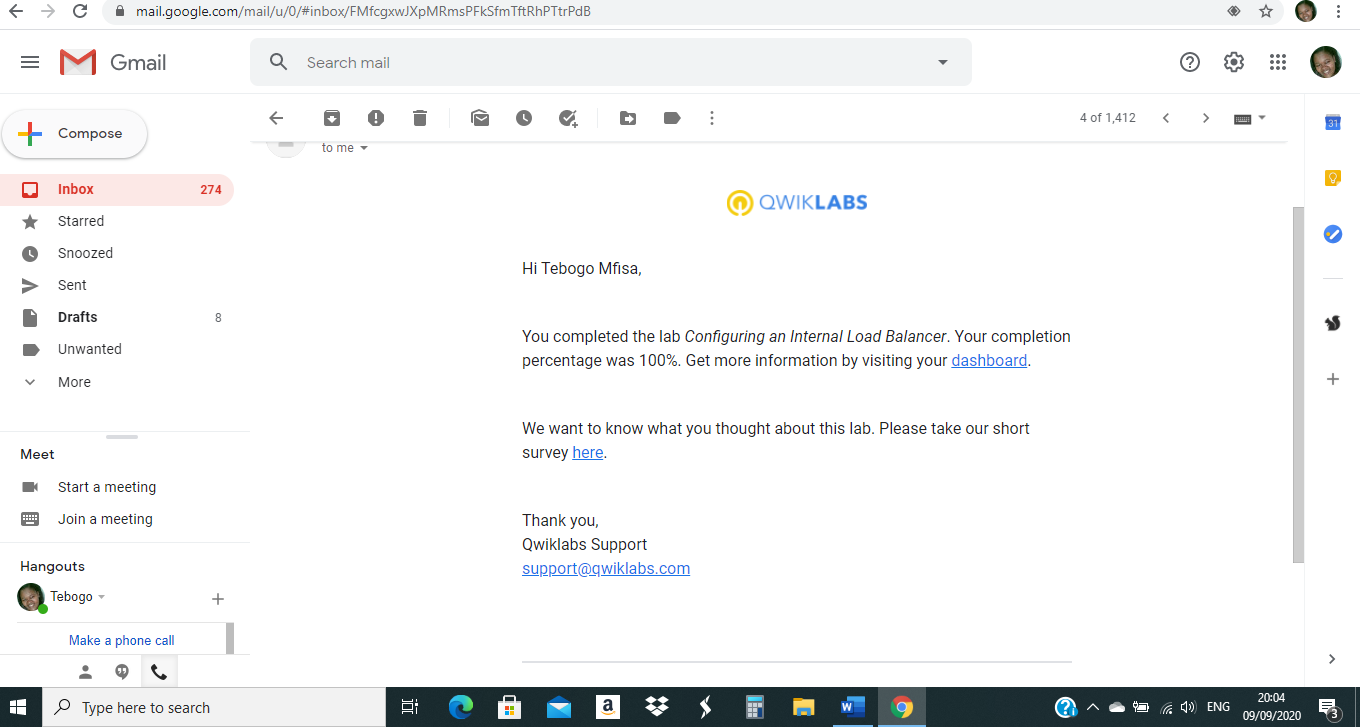 mail.google.com/mail/u/0/#inbox/FMfcgxwJXpMRmsPFkSfmTftRhPTtrPdB
Gmail
Search mail
Compose
4 of 1,412
31
to me
Inbox 274
Starred
Snoozed
Sent
Drafts 8
Unwanted
More
QWIKLABS
Hi Tebogo Mfisa,
You completed the lab Configuring an Internal Load Balancer. Your completion
percentage was 100%. Get more information by visiting your dashboard.
We want to know what you thought about this lab. Please take our short
survey here.
Thank you,
Qwiklabs Support
support@qwiklabs.com
Meet
Start a meeting
Join a meeting
Hangouts
Tebogo
Make a phone call
Type here to search
a
W
ENG
20:04
09/09/2020
3